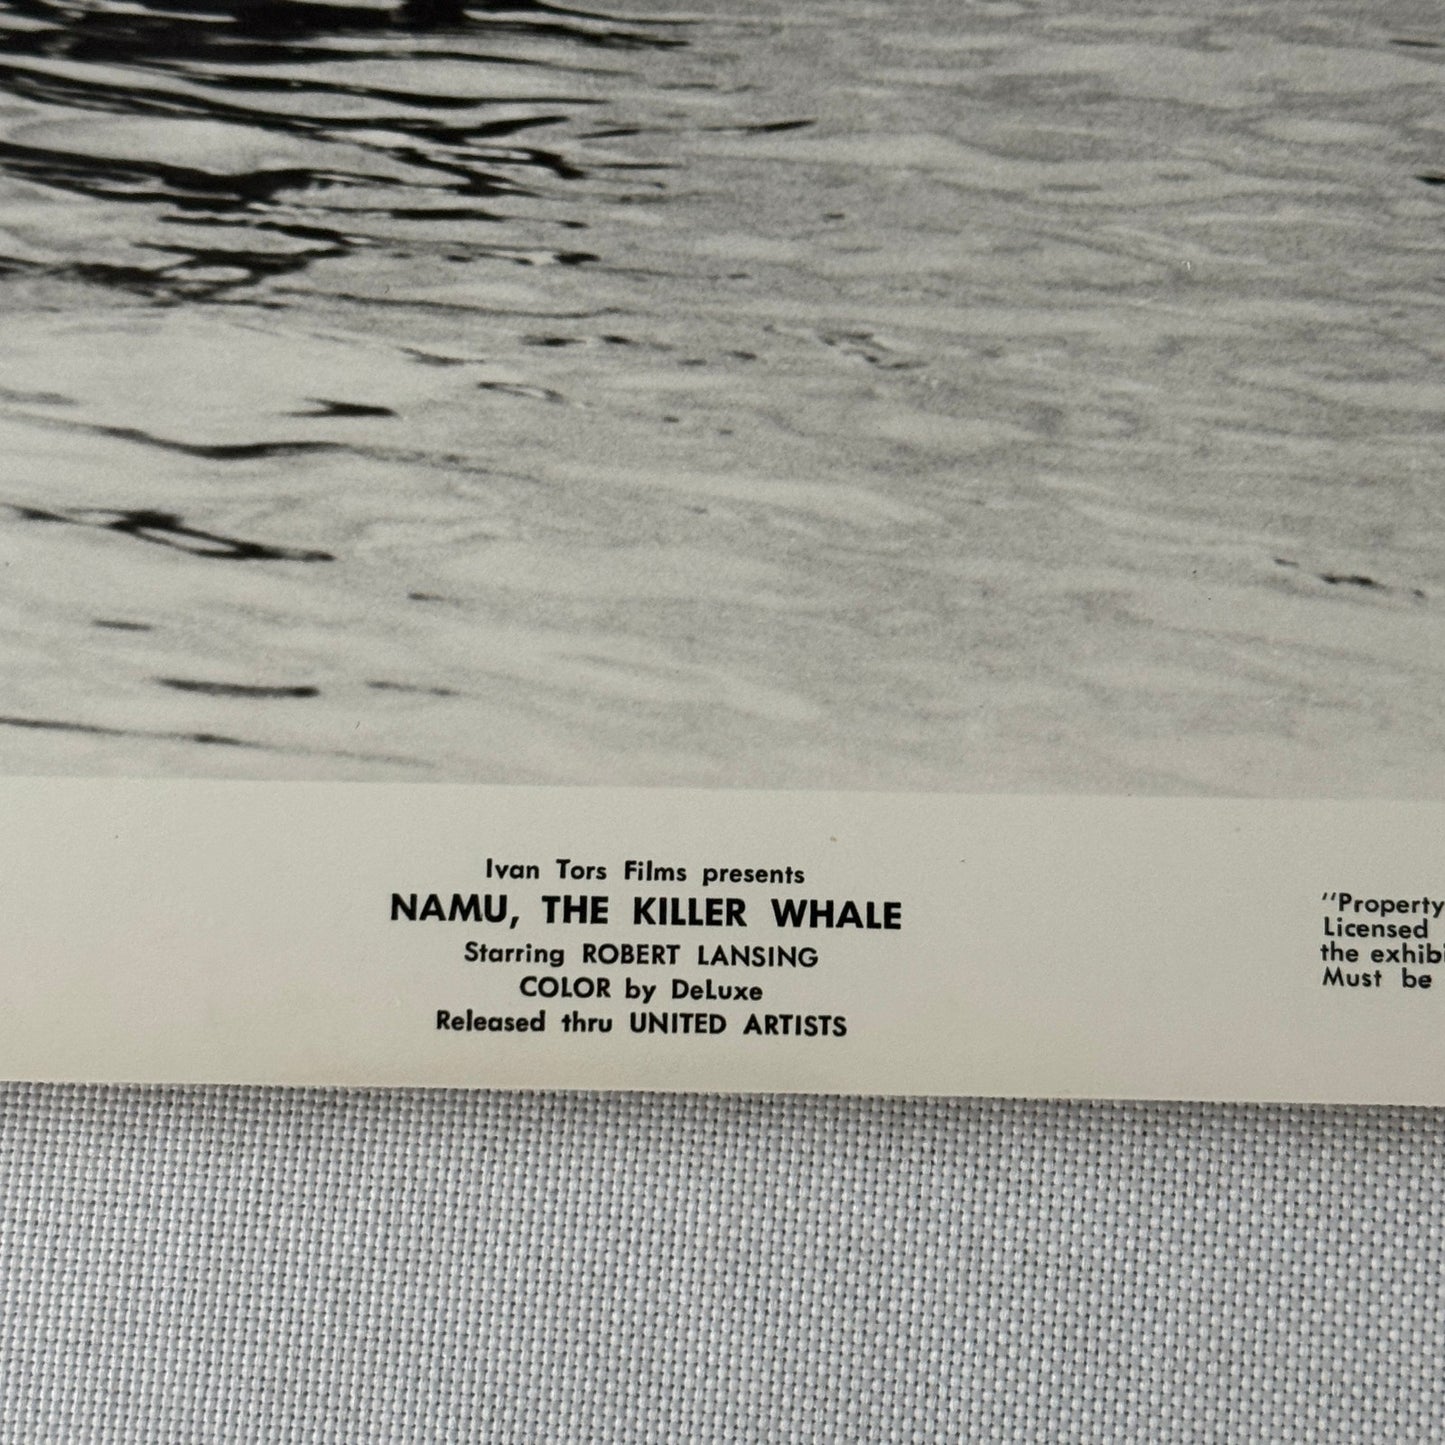 Ivan Tors Films presents
NAMU, THE KILLER WHALE
Starring ROBERT LANSING
COLOR by DeLuxe
Released thru UNITED ARTISTS
"Property
Licensed
the exhibi
Must be